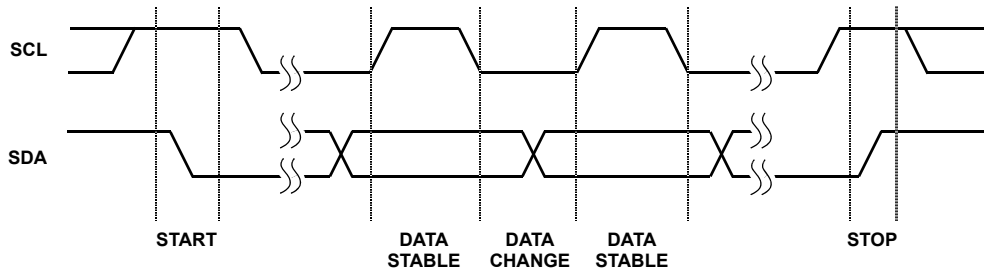 SCL
SDA
START
DATA
STABLE
DATA
CHANGE
DATA
STABLE
STOP